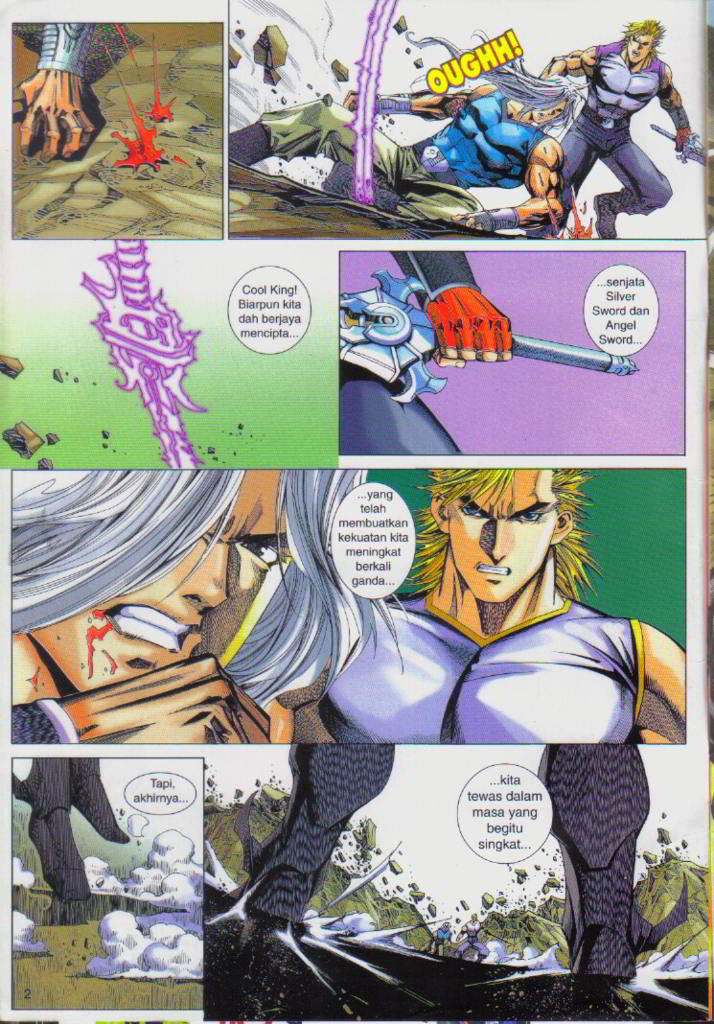 OUGHH!
Cool King!
Biarpun kita
dah berjaya
mencipta...
...senjata
Silver
Sword dan
Angel
Sword...
...yang
telah
membuatkan
kekuatan kita
meningkat
berkali
ganda...
Tapi,
akhirnya...
...kita
tewas dalam
masa yang
begitu
singkat...
2